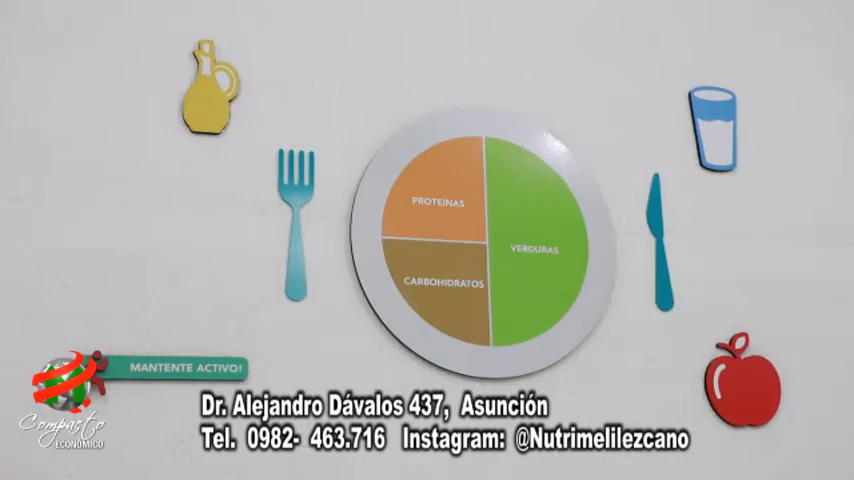 PROTEINAS
VERDURAS
CARBOHIDRATOS
MANTENTE ACTIVO!
Compacto
ECONÓMICO
Dr. Alejandro Dávalos 437, Asunción
Tel. 0982- 463.716 Instagram: @Nutrimelilezcano